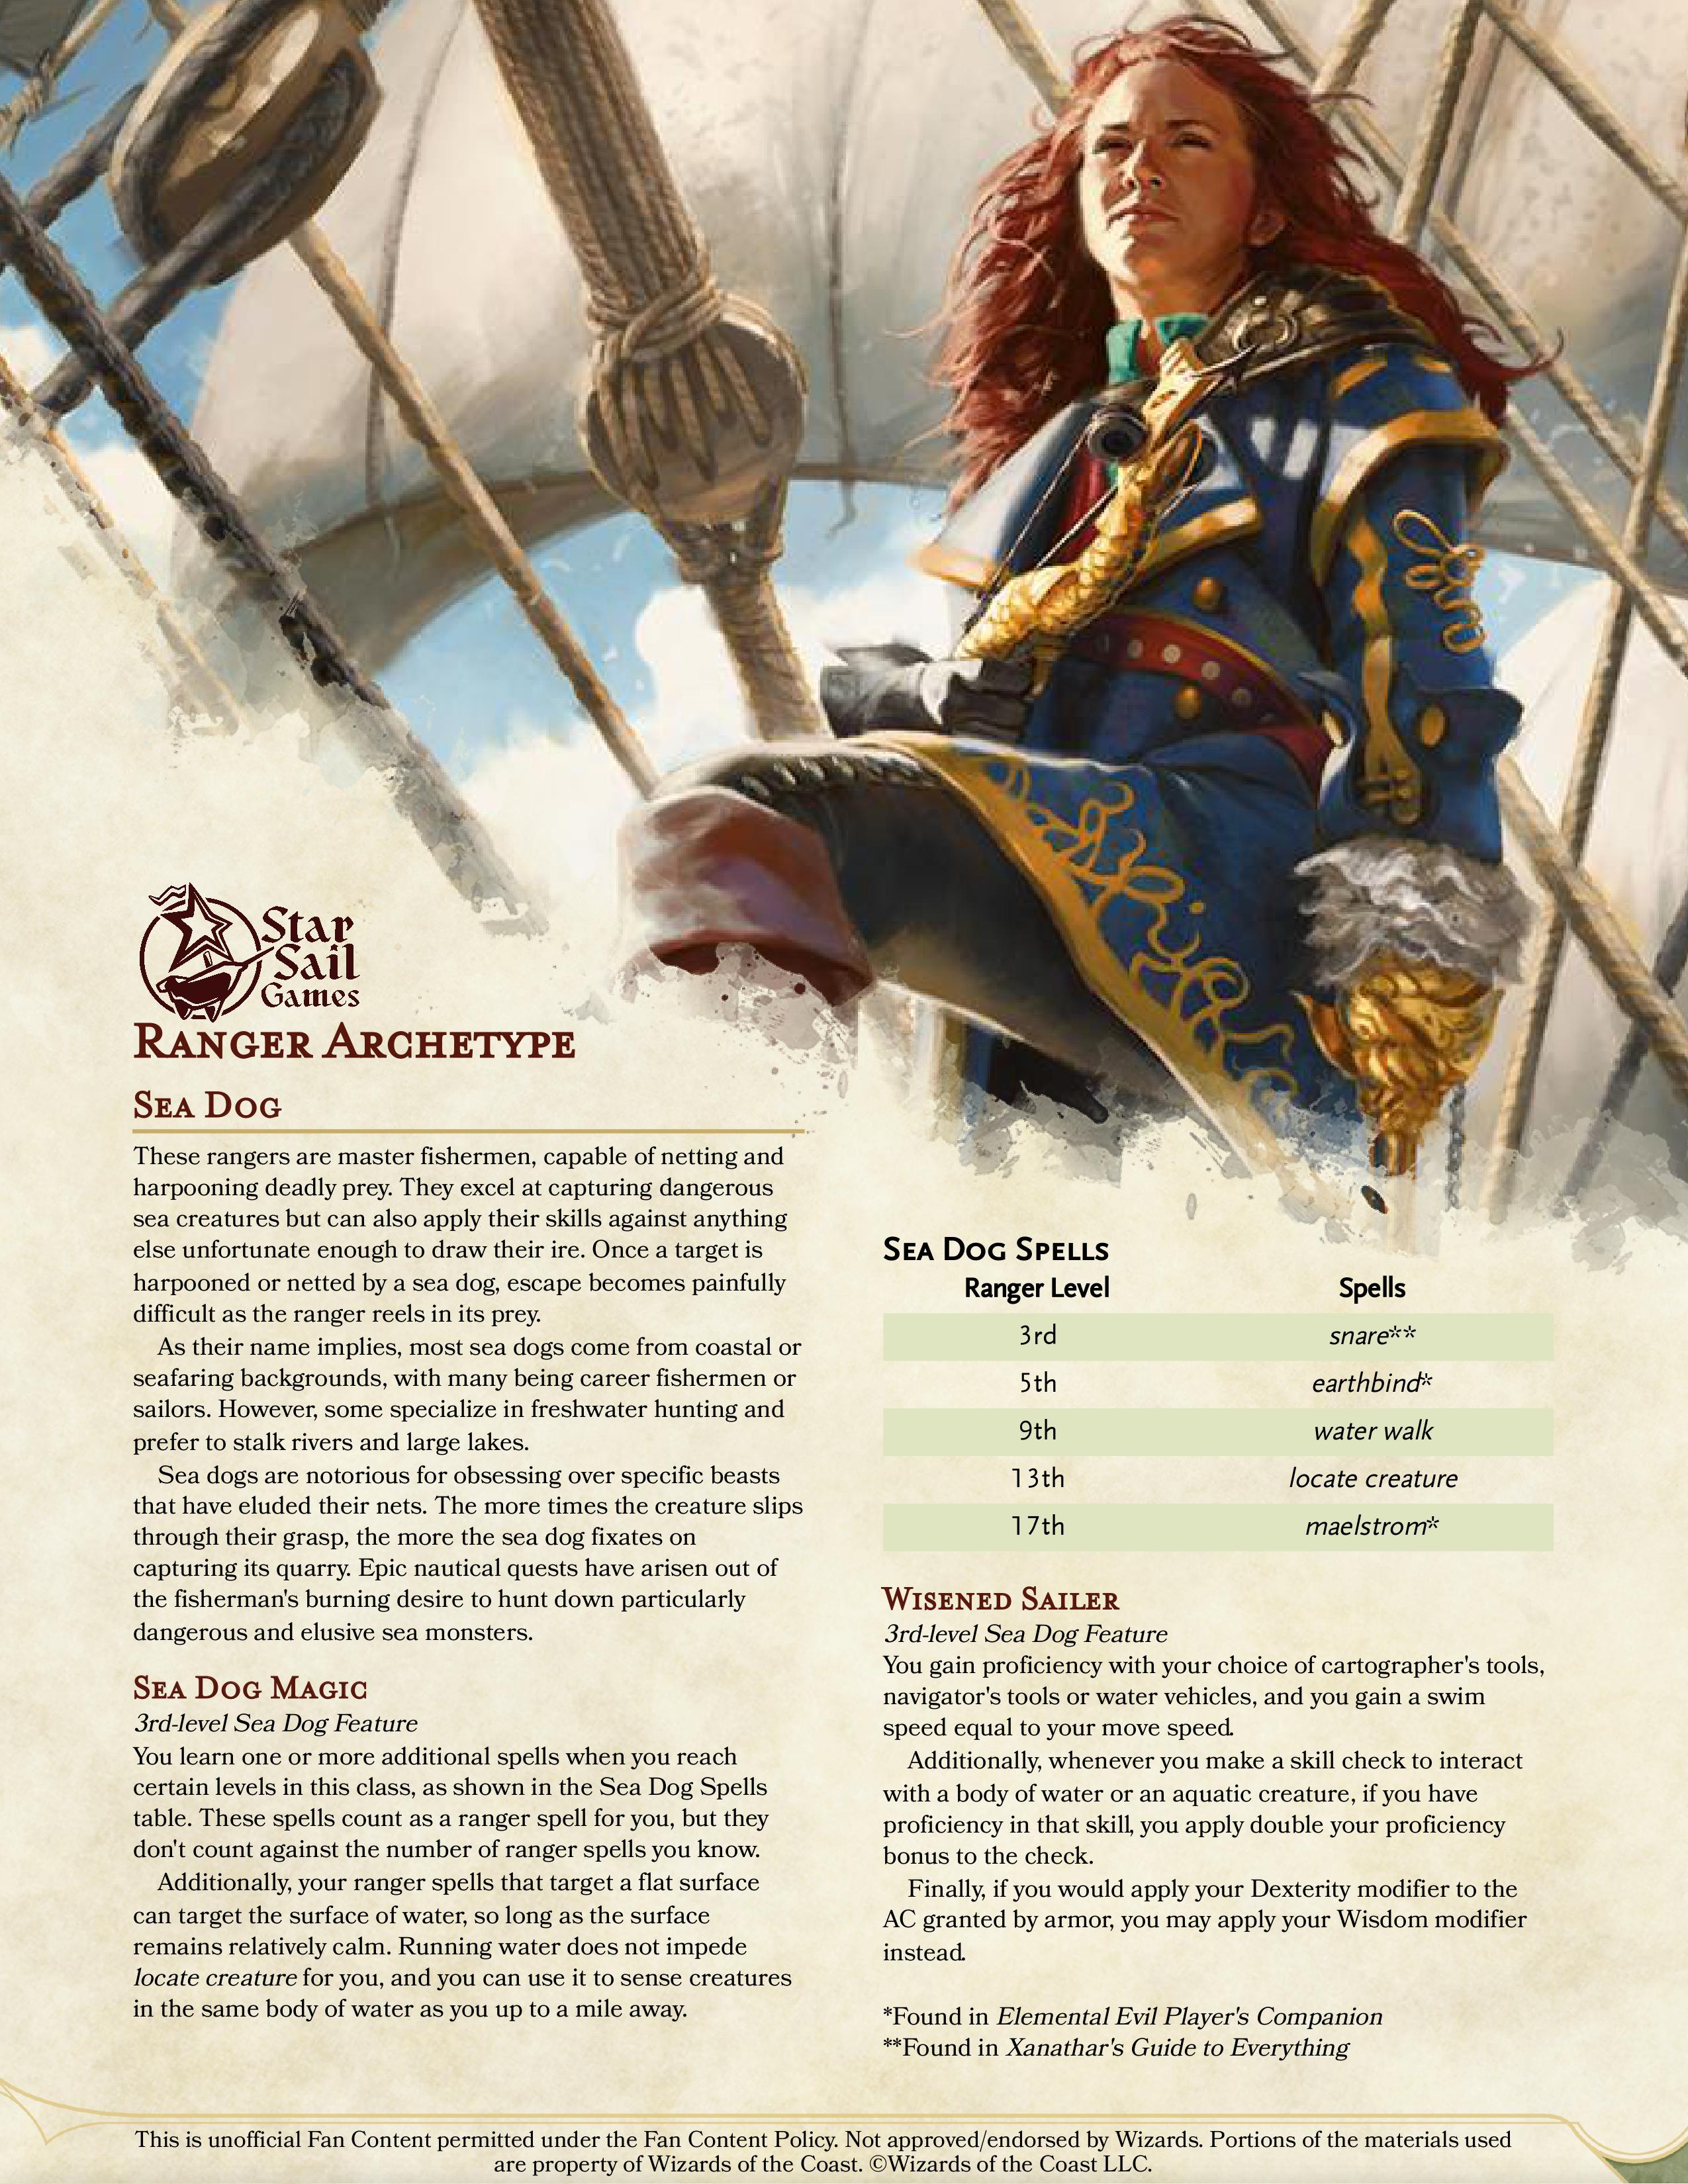 Star
Sail
Games
Ranger Archetype
Sea Dog
These rangers are master fishermen, capable of netting and
harpooning deadly prey. They excel at capturing dangerous
sea creatures but can also apply their skills against anything
else unfortunate enough to draw their ire. Once a target is
harpooned or netted by a sea dog, escape becomes painfully
difficult as the ranger reels in its prey.
As their name implies, most sea dogs come from coastal or
seafaring backgrounds, with many being career fishermen or
sailors. However, some specialize in freshwater hunting and
prefer to stalk rivers and large lakes.
Sea dogs are notorious for obsessing over specific beasts
that have eluded their nets. The more times the creature slips
through their grasp, the more the sea dog fixates on
capturing its quarry. Epic nautical quests have arisen out of
the fisherman's burning desire to hunt down particularly
dangerous and elusive sea monsters.
Sea Dog Magic
3rd-level Sea Dog Feature
You learn one or more additional spells when you reach
certain levels in this class, as shown in the Sea Dog Spells
table. These spells count as a ranger spell for you, but they
don't count against the number of ranger spells you know.
Additionally, your ranger spells that target a flat surface
can target the surface of water, so long as the surface
remains relatively calm. Running water does not impede
locate creature for you, and you can use it to sense creatures
in the same body of water as you up to a mile away.
Sea Dog Spells
Ranger Level Spells
3rd snare**
5th earthbind*
9th water walk
13th locate creature
17th maelstrom*
Wisened Sailer
3rd-level Sea Dog Feature
You gain proficiency with your choice of cartographer's tools,
navigator's tools or water vehicles, and you gain a swim
speed equal to your move speed.
Additionally, whenever you make a skill check to interact
with a body of water or an aquatic creature, if you have
proficiency in that skill, you apply double your proficiency
bonus to the check.
Finally, if you would apply your Dexterity modifier to the
AC granted by armor, you may apply your Wisdom modifier
instead.
*Found in Elemental Evil Player's Companion
**Found in Xanathar's Guide to Everything
This is unofficial Fan Content permitted under the Fan Content Policy. Not approved/endorsed by Wizards. Portions of the materials used
are property of Wizards of the Coast. ©Wizards of the Coast LLC.